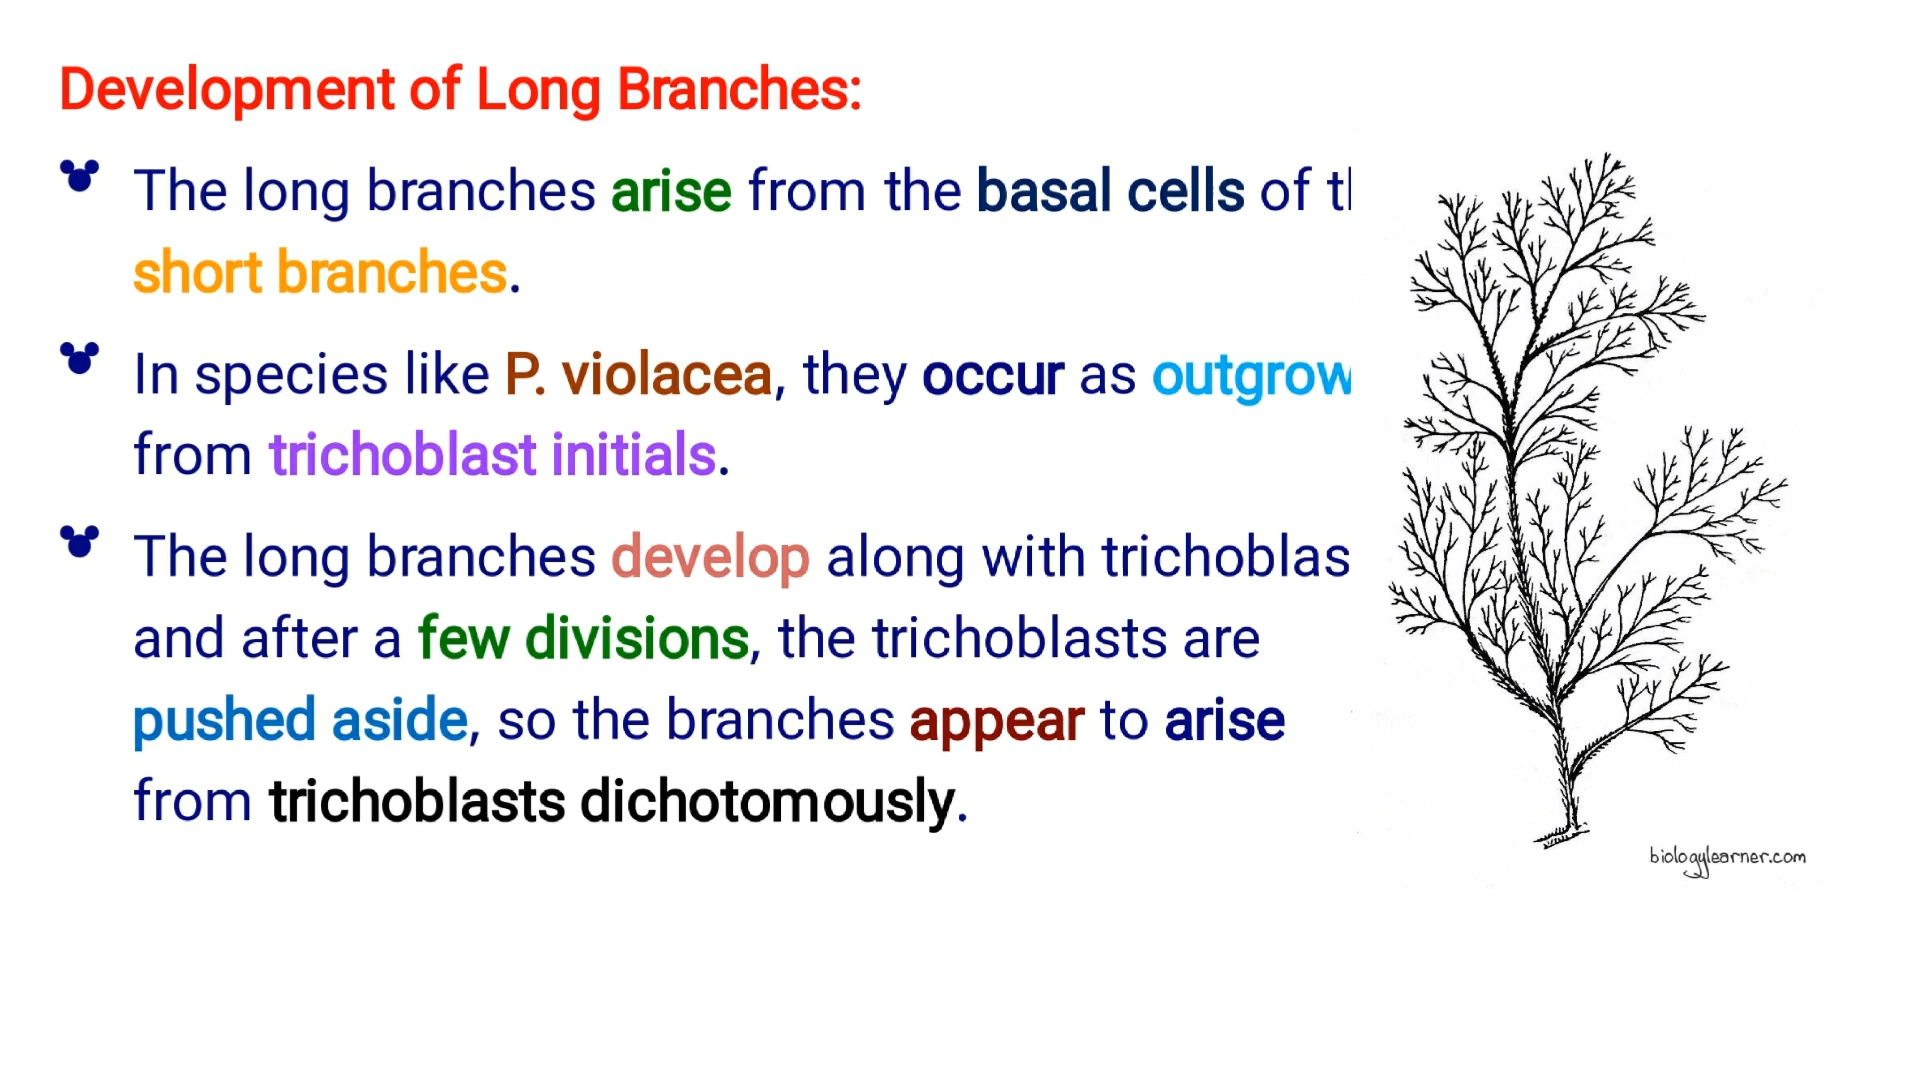 Development of Long Branches:
The long branches arise from the basal cells of
short branches.
In species like P. violacea, they occur as outgrow
from trichoblast initials.
The long branches develop along with trichoblas
and after a few divisions, the trichoblasts are
pushed aside, so the branches appear to arise
from trichoblasts dichotomously.
biologylearner.com